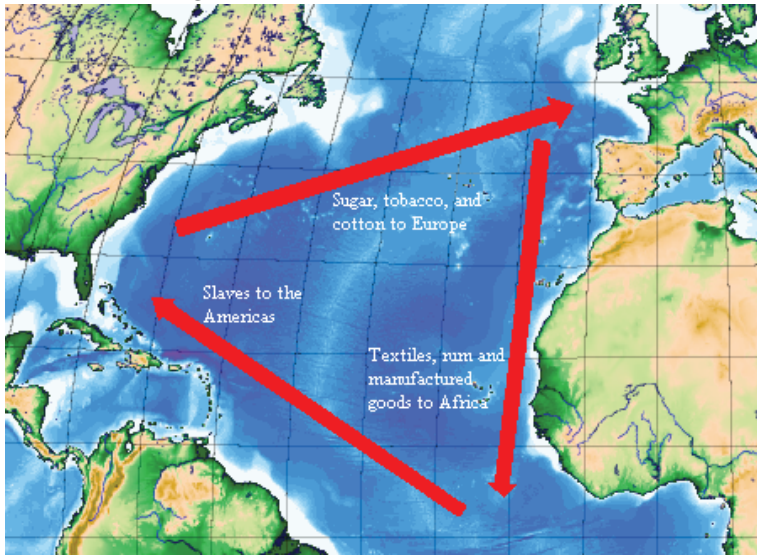 Sugar, tobacco, and
cotton to Europe
Slaves to the
Americas
Textiles, rum and
manufactured
goods to Africa